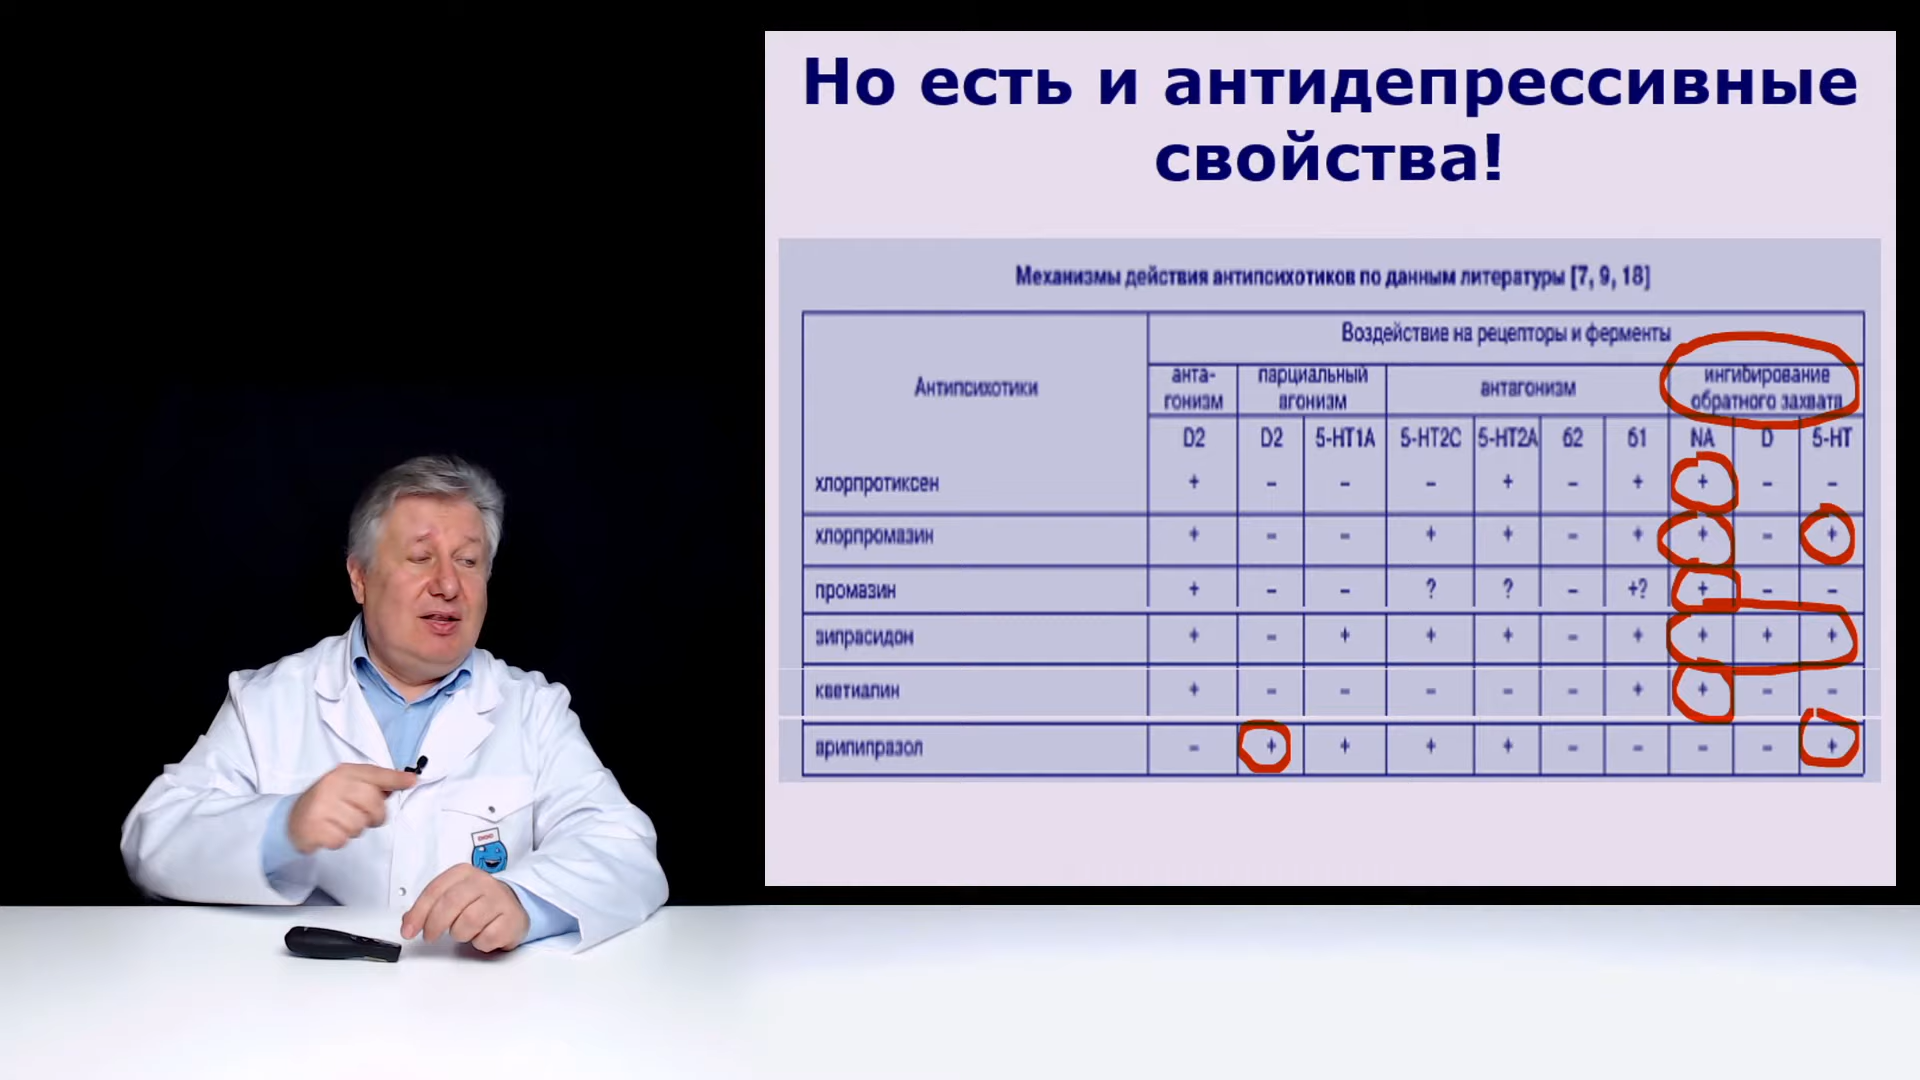 Но есть и антидепрессивные
свойства!
Механизмы действия антипсихотиков по данным литературы [7, 9, 18]
Антипсихотики
Воздействие на рецепторы и ферменты
анта-
гонизм
парциальный
агонизм
антагонизм
ингибирование
обратного захвата
D2 D2 5-HT1A 5-HT2C 5-HT2A б2 б1 NA D 5-HT
хлорпротиксен + – – – + – + + – –
хлорпромазин + – – + + – + + – +
промазин + – – ? ? – +? + – –
зипрасидон + – + + + – + + + +
кветиапин + – – – – – + + – –
арипипразол – + + + + – – – – +